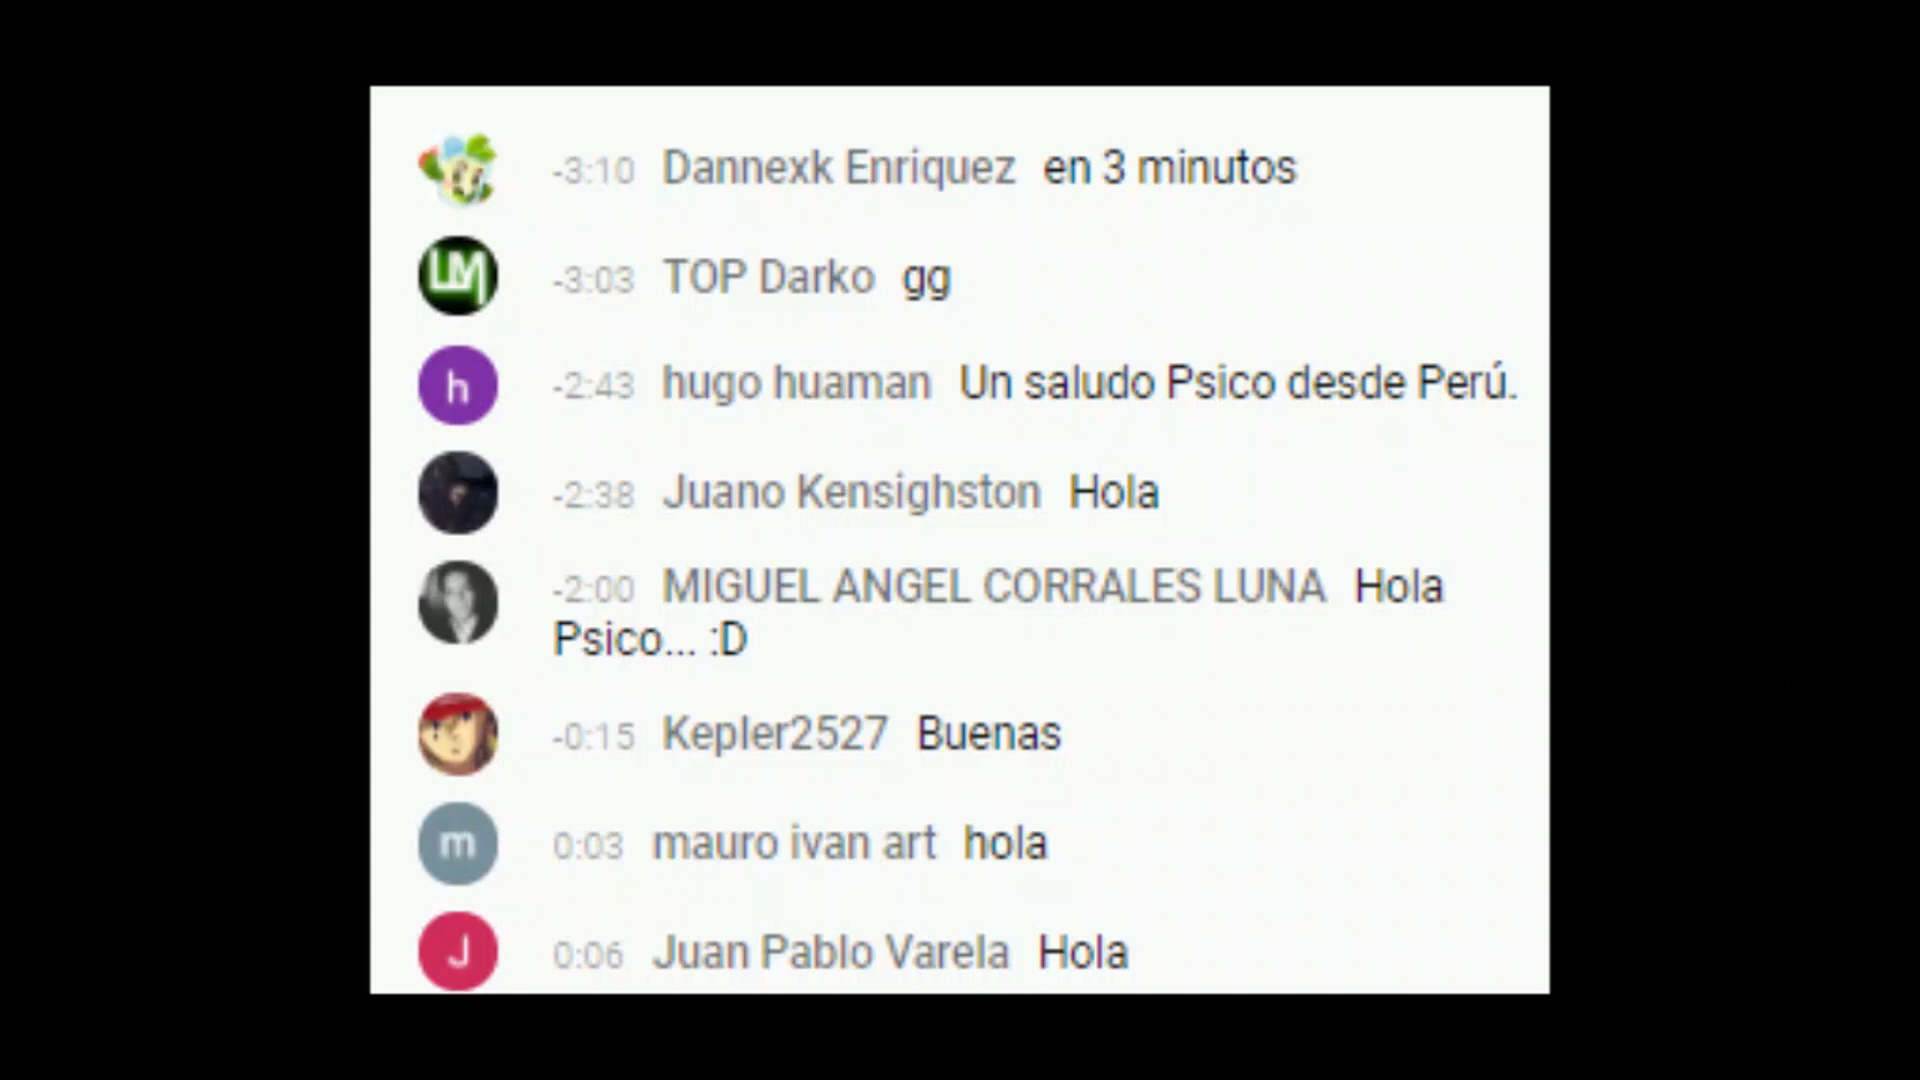 -3:10 Dannexk Enriquez en 3 minutos
LM -3:03 TOP Darko gg
h -2:43 hugo huaman Un saludo Psico desde Perú.
-2:38 Juano Kensighston Hola
-2:00 MIGUEL ANGEL CORRALES LUNA Hola
Psico... :D
-0:15 Kepler2527 Buenas
m 0:03 mauro ivan art hola
J 0:06 Juan Pablo Varela Hola